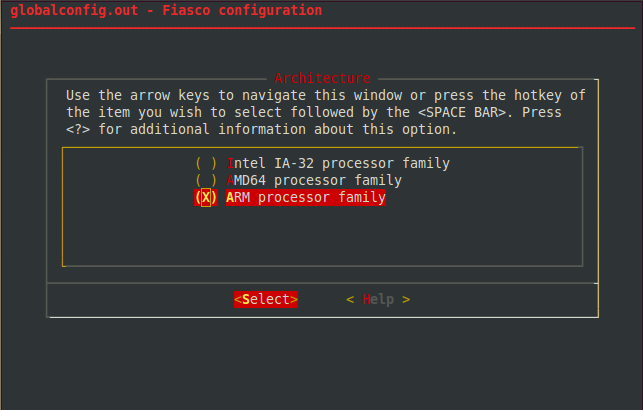 globalconfig.out - Fiasco configuration
Architecture
Use the arrow keys to navigate this window or press the hotkey of
the item you wish to select followed by the <SPACE BAR>. Press
<?> for additional information about this option.
( ) Intel IA-32 processor family
( ) AMD64 processor family
(X) ARM processor family
<Select> < Help >